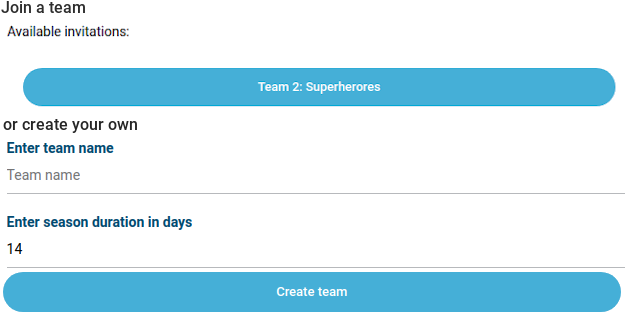 Join a team
Available invitations:
Team 2: Superherores
or create your own
Enter team name
Team name
Enter season duration in days
14
Create team